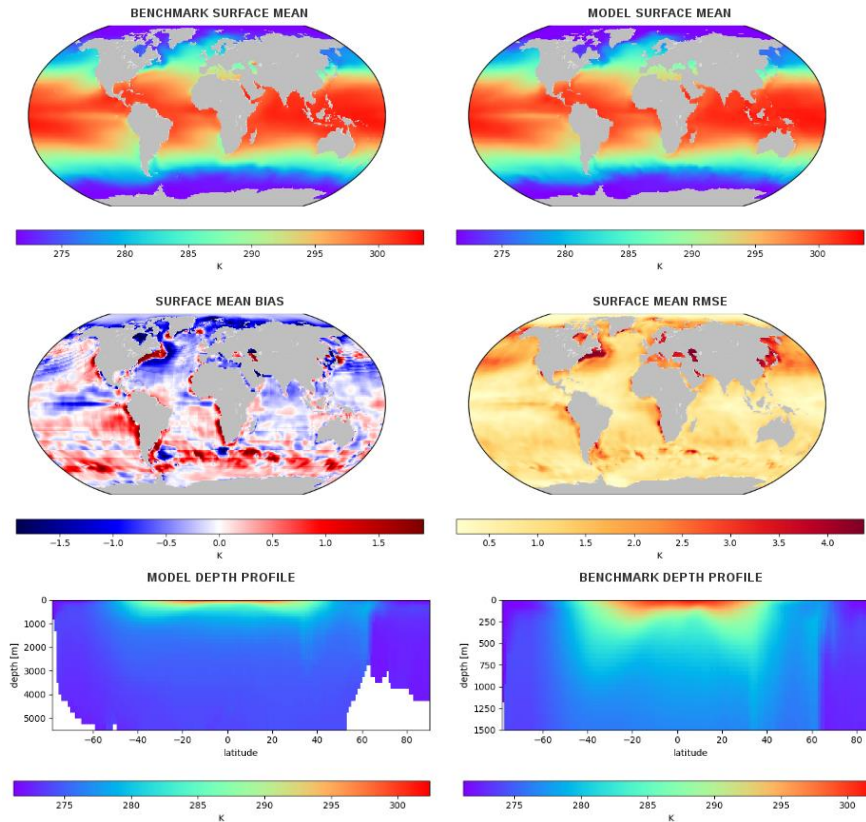 BENCHMARK SURFACE MEAN
MODEL SURFACE MEAN
275 280 285 290 295 300
K
275 280 285 290 295 300
K
SURFACE MEAN BIAS
SURFACE MEAN RMSE
−1.5 −1.0 −0.5 0.0 0.5 1.0 1.5
K
0.5 1.0 1.5 2.0 2.5 3.0 3.5 4.0
K
MODEL DEPTH PROFILE
BENCHMARK DEPTH PROFILE
depth [m]
0
1000
2000
3000
4000
5000
−60 −40 −20 0 20 40 60 80
latitude
depth [m]
0
250
500
750
1000
1250
1500
−60 −40 −20 0 20 40 60 80
latitude
275 280 285 290 295 300
K
275 280 285 290 295 300
K